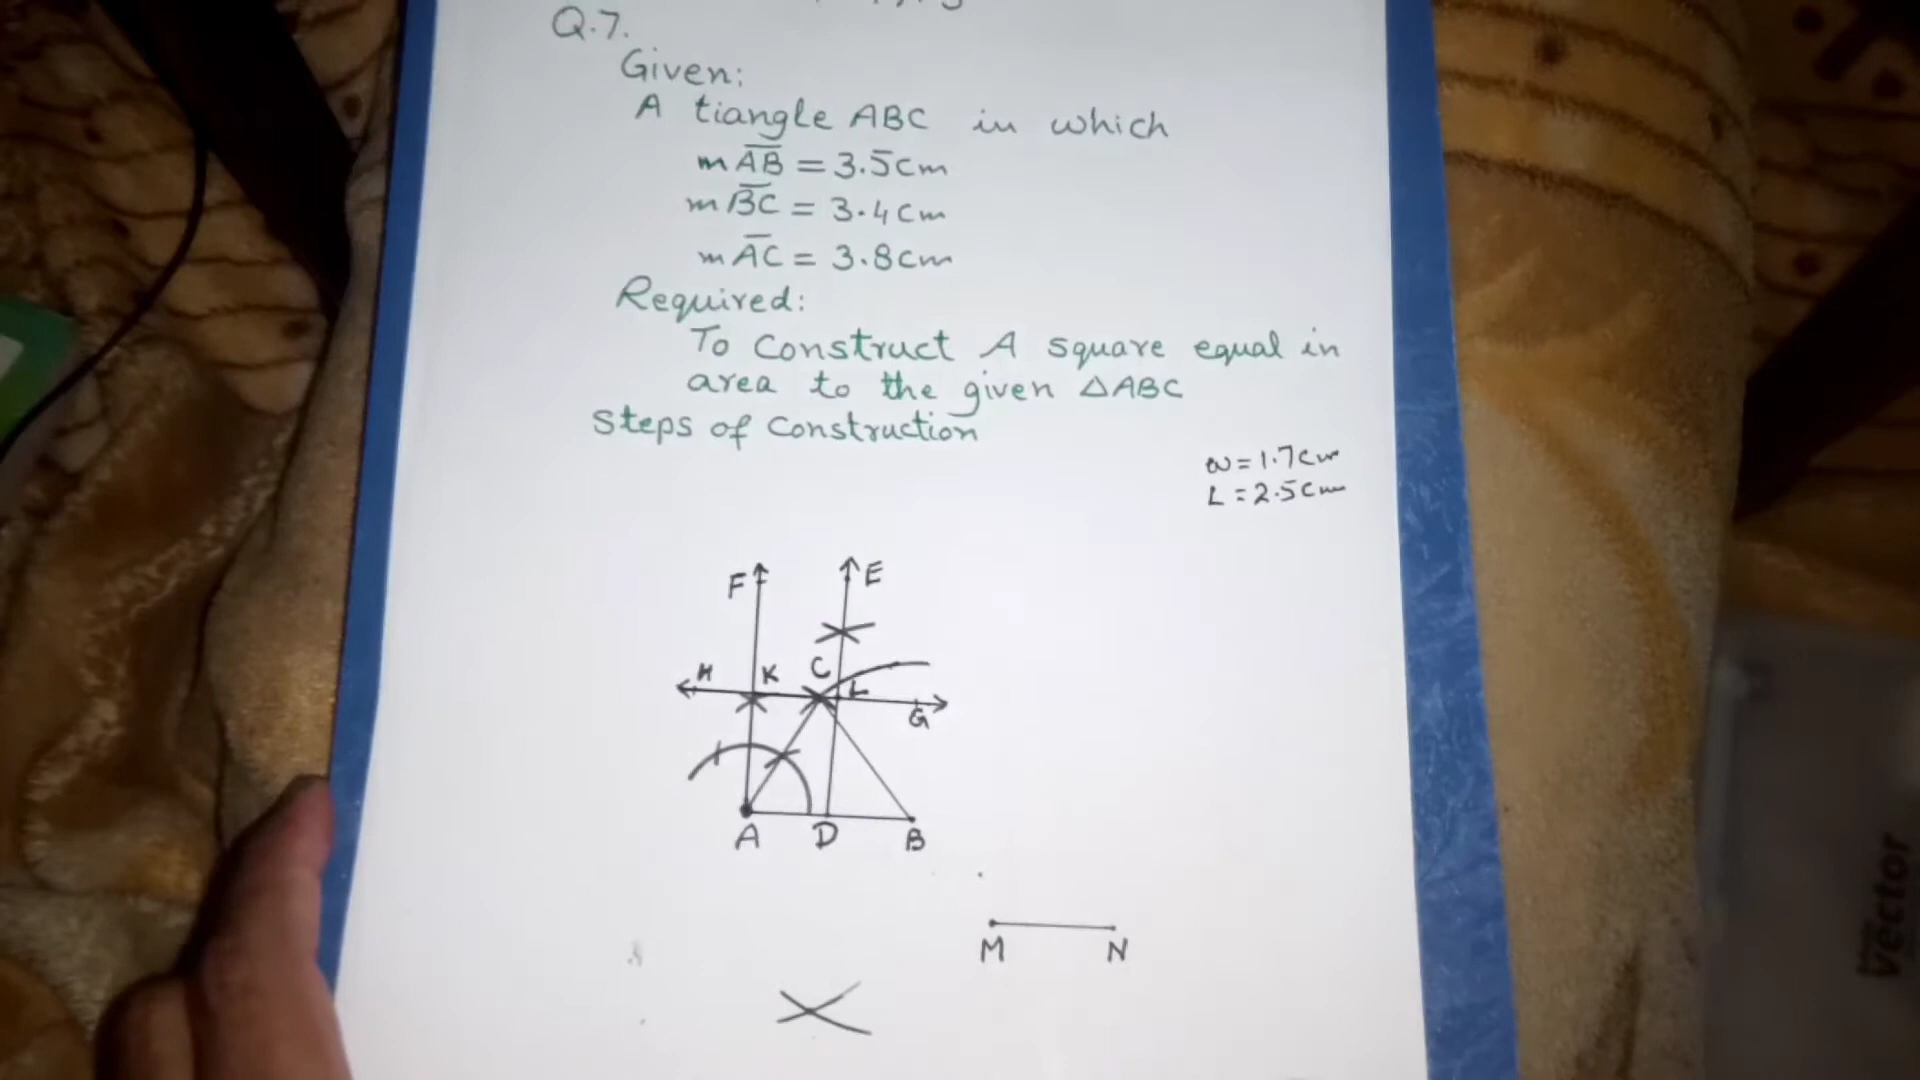 Q.7.
Given:
A tiangle ABC in which
mAB = 3.5cm
mBC = 3.4cm
mAC = 3.8cm
Required:
To construct A square equal in
area to the given △ABC
Steps of construction
w = 1.7cm
L = 2.5cm
F E
H K C L
G
A D B
M N
Vector